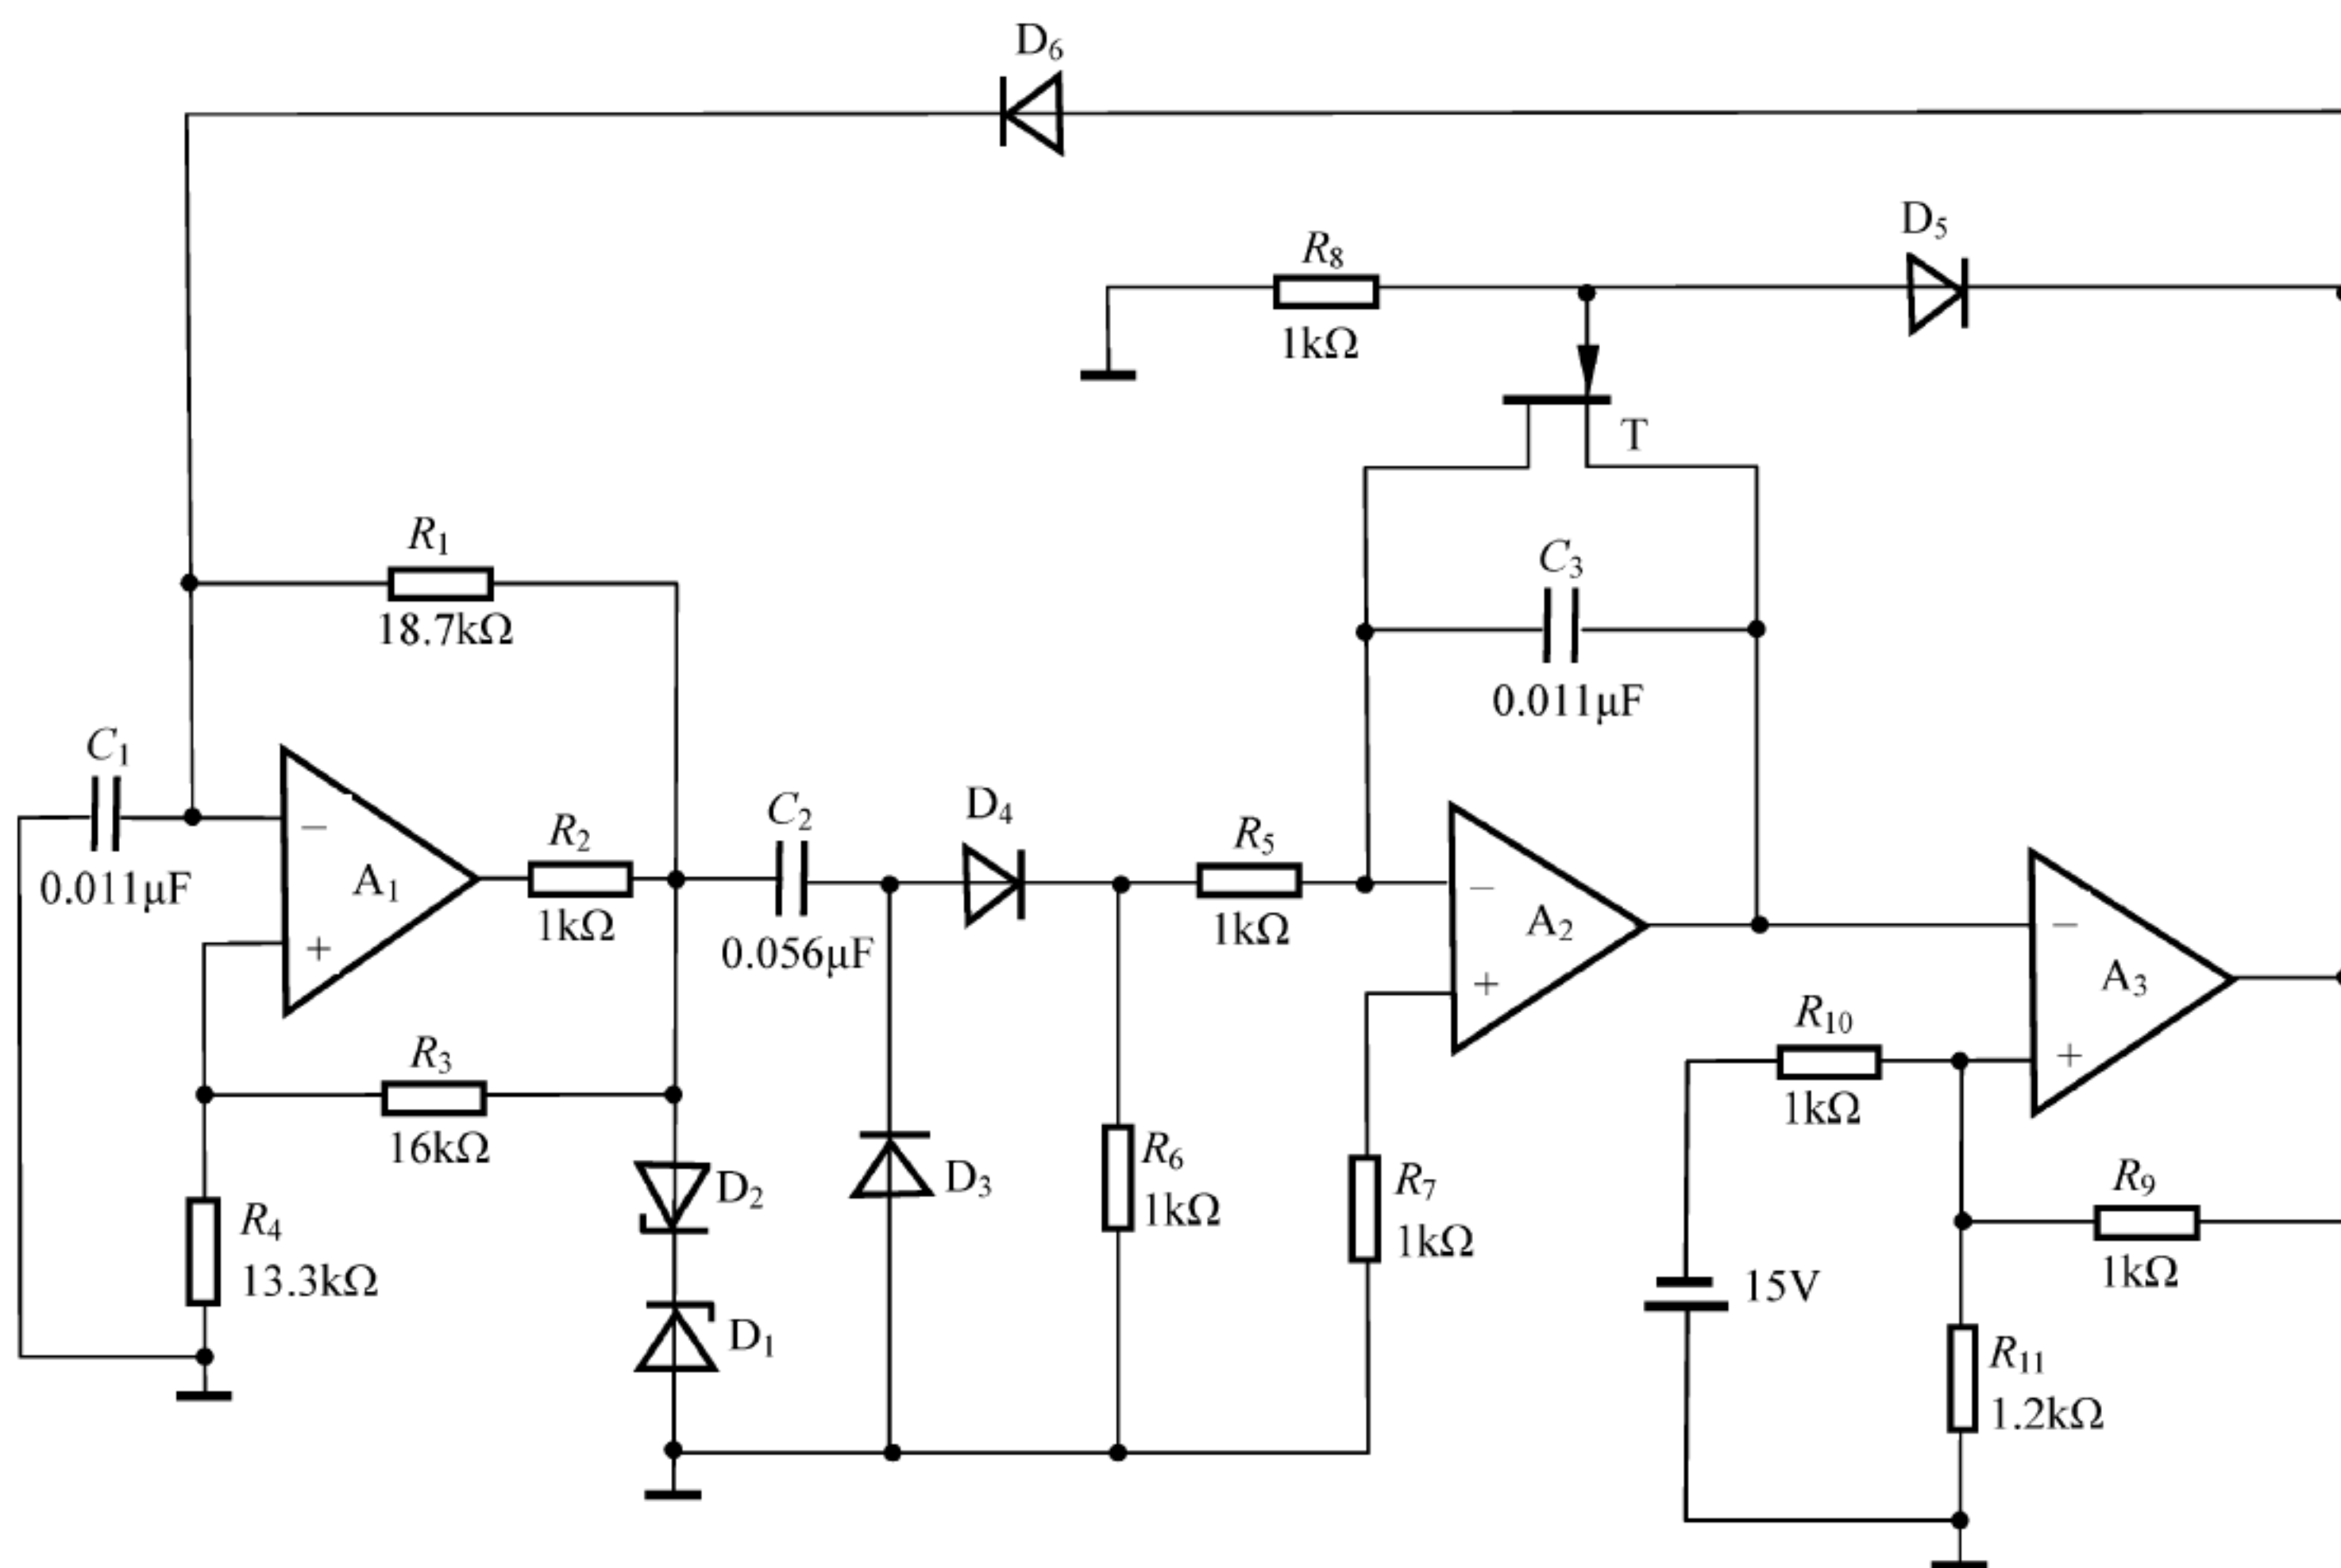 D₆
D₅
R₈
1kΩ
T
R₁
18.7kΩ
C₃
0.011μF
C₁
0.011μF
−
A₁
+
R₂
1kΩ
C₂
0.056μF
D₄
R₅
1kΩ
−
A₂
+
−
A₃
+
R₁₀
1kΩ
R₃
16kΩ
D₂
D₃
R₆
1kΩ
R₇
1kΩ
R₉
1kΩ
R₄
13.3kΩ
D₁
15V
R₁₁
1.2kΩ